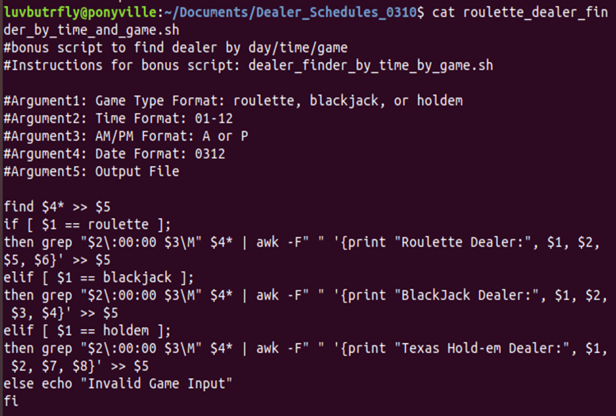 luvbutrfly@ponyville:~/Documents/Dealer_Schedules_0310$ cat roulette_dealer_fin
der_by_time_and_game.sh
#bonus script to find dealer by day/time/game
#Instructions for bonus script: dealer_finder_by_time_by_game.sh

#Argument1: Game Type Format: roulette, blackjack, or holdem
#Argument2: Time Format: 01-12
#Argument3: AM/PM Format: A or P
#Argument4: Date Format: 0312
#Argument5: Output File

find $4* >> $5
if [ $1 == roulette ];
then grep "$2\:00:00 $3\M" $4* | awk -F" " '{print "Roulette Dealer:", $1, $2,
$5, $6}' >> $5
elif [ $1 == blackjack ];
then grep "$2\:00:00 $3\M" $4* | awk -F" " '{print "BlackJack Dealer:", $1, $2,
 $3, $4}' >> $5
elif [ $1 == holdem ];
then grep "$2\:00:00 $3\M" $4* | awk -F" " '{print "Texas Hold-em Dealer:", $1,
 $2, $7, $8}' >> $5
else echo "Invalid Game Input"
fi